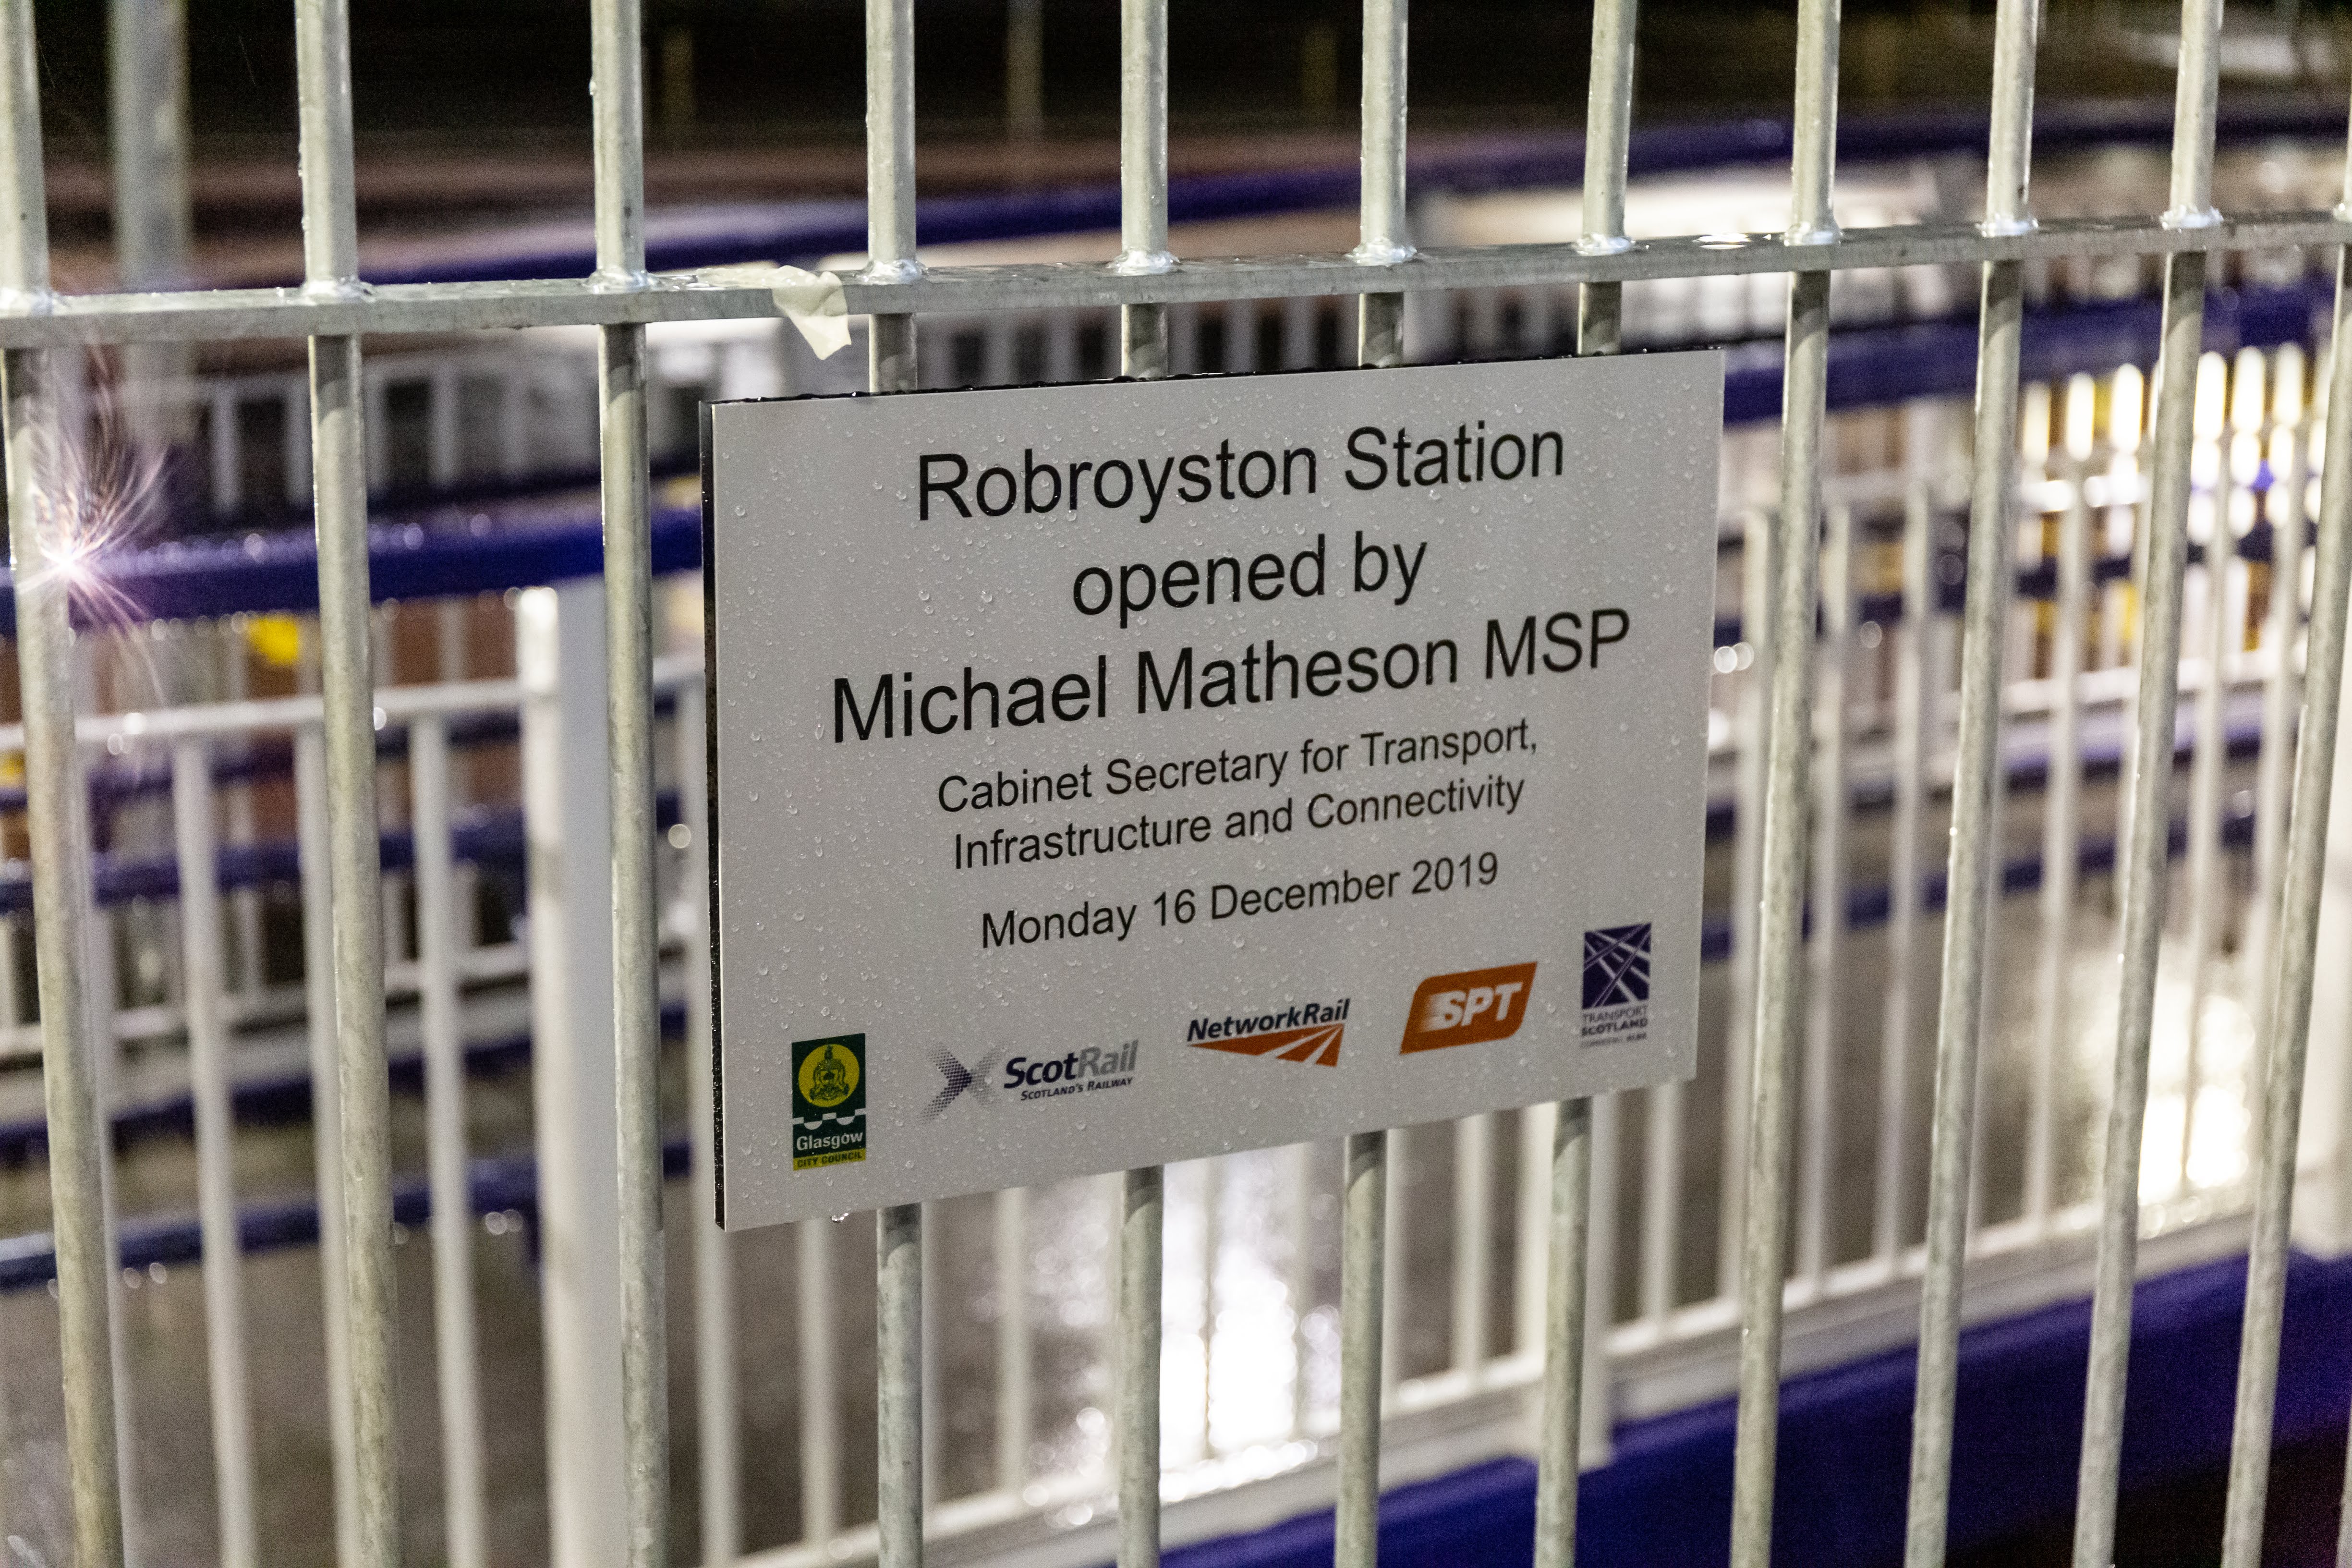 Robroyston Station
opened by
Michael Matheson MSP
Cabinet Secretary for Transport,
Infrastructure and Connectivity
Monday 16 December 2019
Glasgow
CITY COUNCIL
ScotRail
SCOTLAND'S RAILWAY
NetworkRail
SPT
TRANSPORT
SCOTLAND